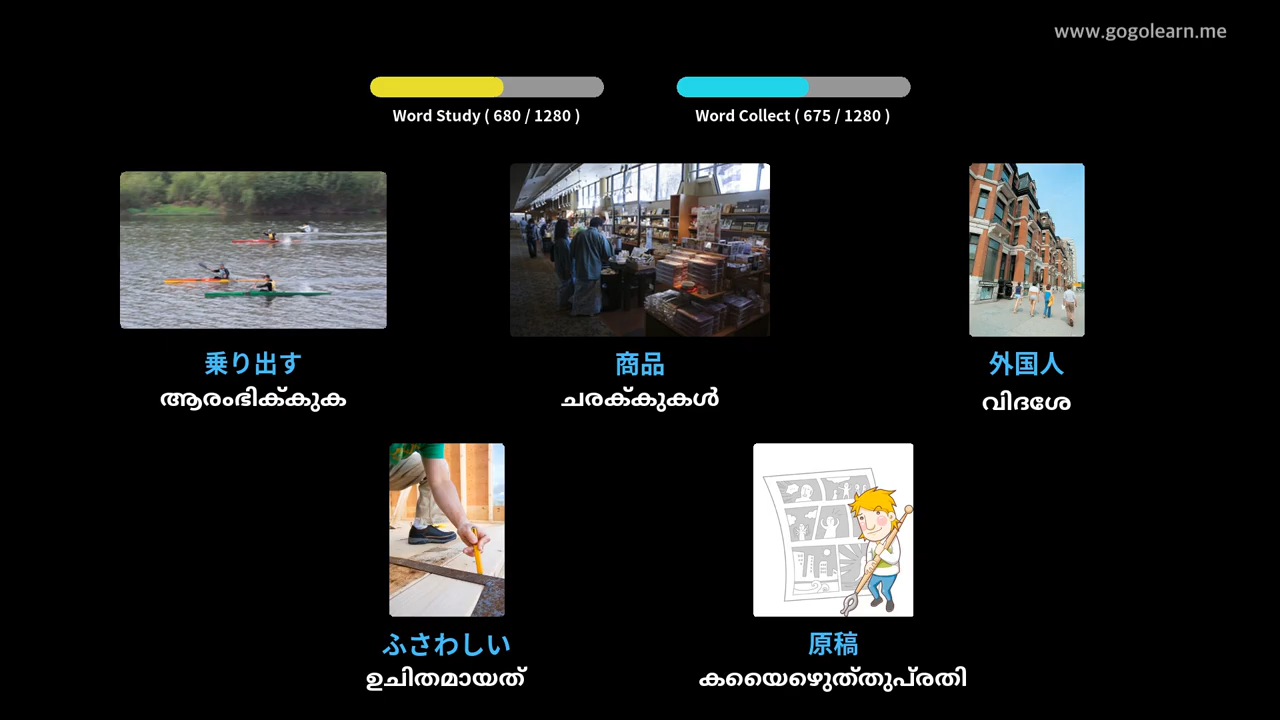 www.gogolearn.me
Word Study ( 680 / 1280 )
Word Collect ( 675 / 1280 )
乗り出す
ആരംഭിക്കുക
商品
ചരക്കുകൾ
外国人
വിദശേ
ふさわしい
ഉചിതമായത്
原稿
കയൈഴെുത്തുപ്രതി